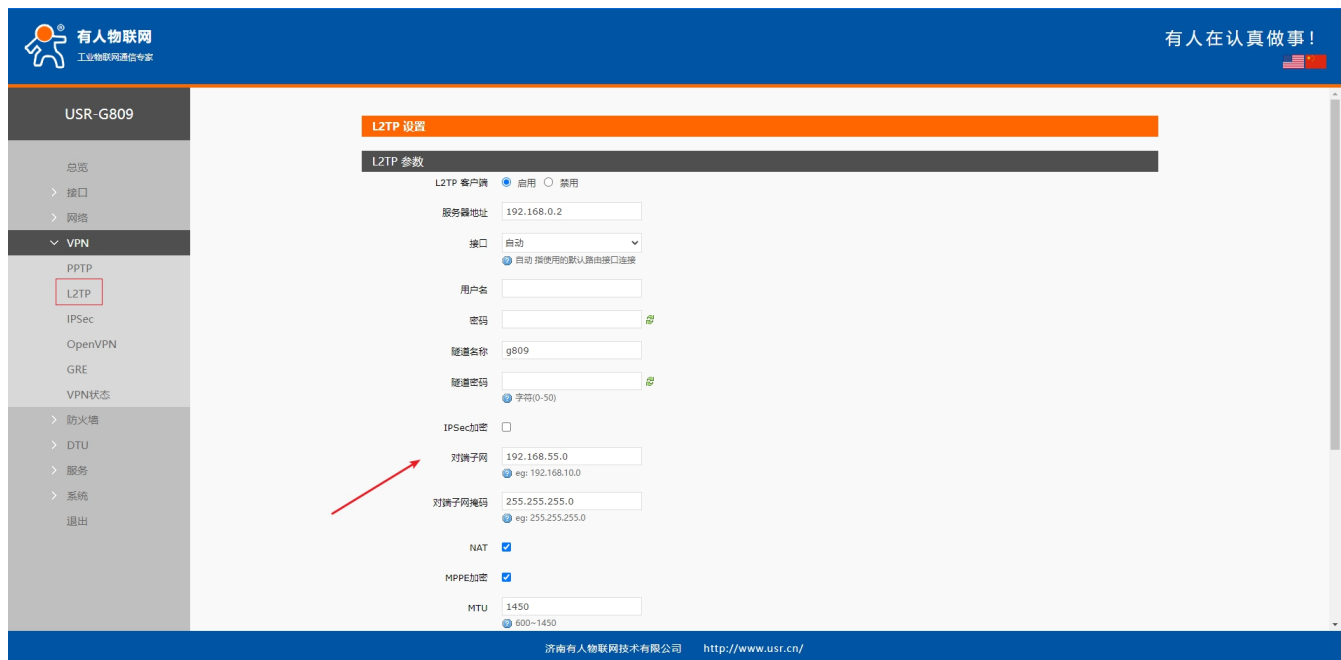 有人物联网
®
工业物联网通信专家
有人在认真做事!
USR-G809
总览
接口
网络
VPN
PPTP
L2TP
IPSec
OpenVPN
GRE
VPN状态
防火墙
DTU
服务
系统
退出
L2TP 设置
L2TP 参数
L2TP 客户端 启用 禁用
服务器地址 192.168.0.2
接口 自动
自动 指使用的默认路由接口连接
用户名
密码
隧道名称 g809
隧道密码
字符(0-50)
IPSec加密
对端子网 192.168.55.0
eg: 192.168.10.0
对端子网掩码 255.255.255.0
eg: 255.255.255.0
NAT
MPPE加密
MTU 1450
600~1450
济南有人物联网技术有限公司 http://www.usr.cn/